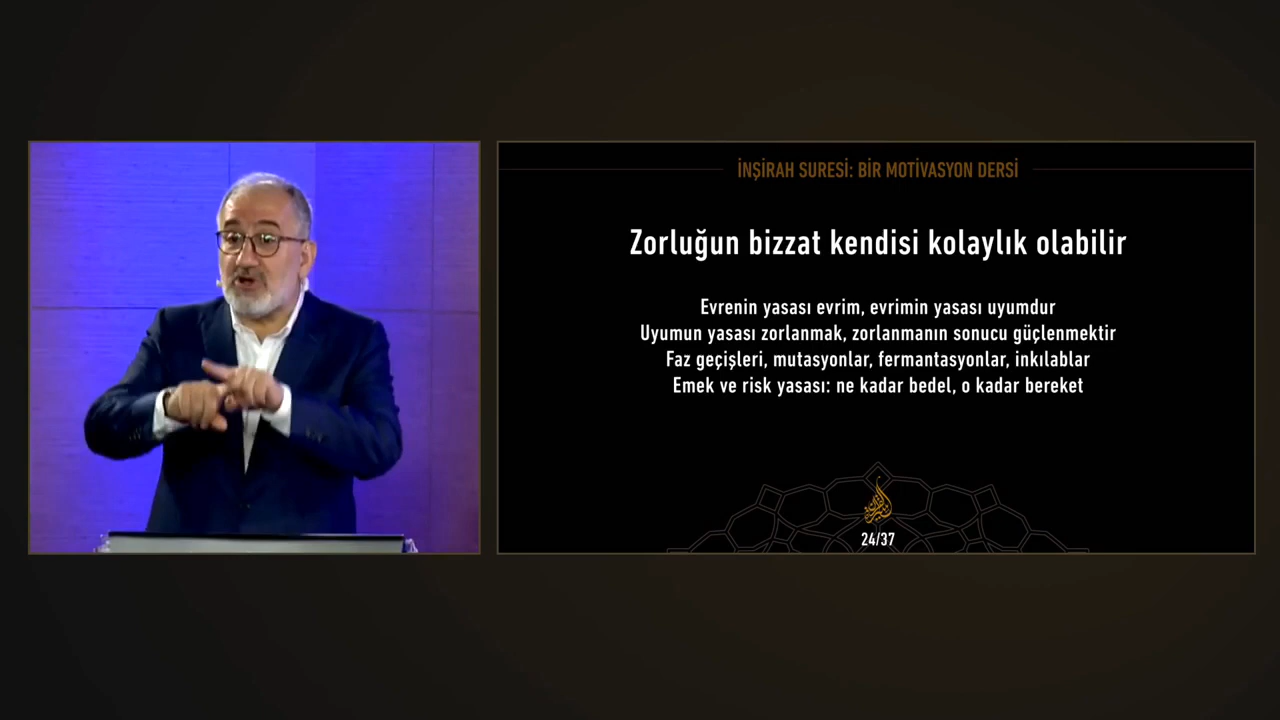 İNŞİRAH SURESİ: BİR MOTİVASYON DERSİ
Zorluğun bizzat kendisi kolaylık olabilir
Evrenin yasası evrim, evrimin yasası uyumdur
Uyumun yasası zorlanmak, zorlanmanın sonucu güçlenmektir
Faz geçişleri, mutasyonlar, fermantasyonlar, inkılablar
Emek ve risk yasası: ne kadar bedel, o kadar bereket
24/37